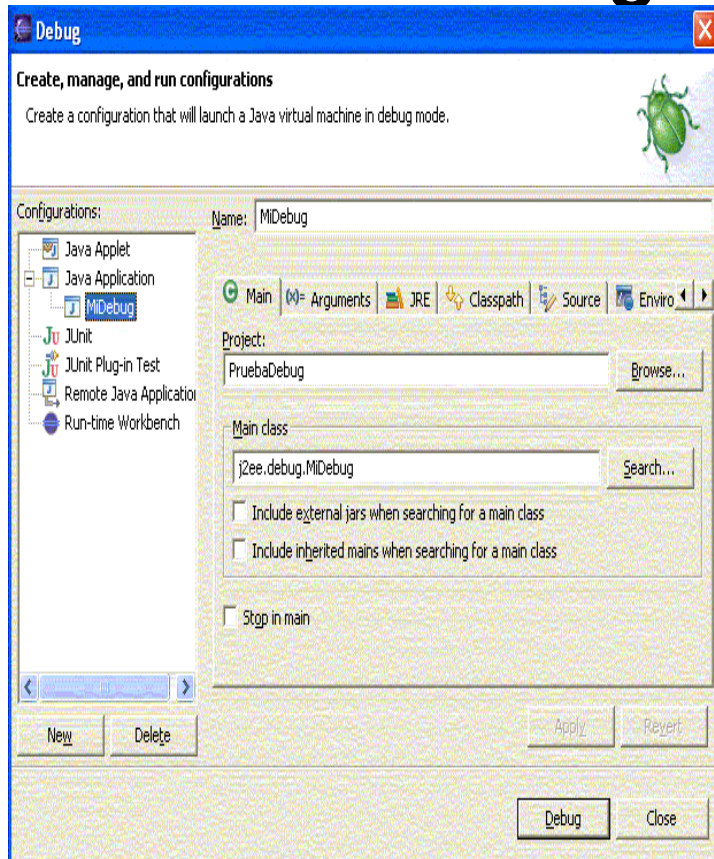 Debug
Create, manage, and run configurations
Create a configuration that will launch a Java virtual machine in debug mode.
Configurations:
Name: MiDebug
Java Applet
Java Application
MiDebug
JUnit
JUnit Plug-in Test
Remote Java Application
Run-time Workbench
Main (x)= Arguments JRE Classpath Source Enviro
Project:
PruebaDebug Browse...
Main class
j2ee.debug.MiDebug Search...
Include external jars when searching for a main class
Include inherited mains when searching for a main class
Stop in main
New Delete
Apply Revert
Debug Close